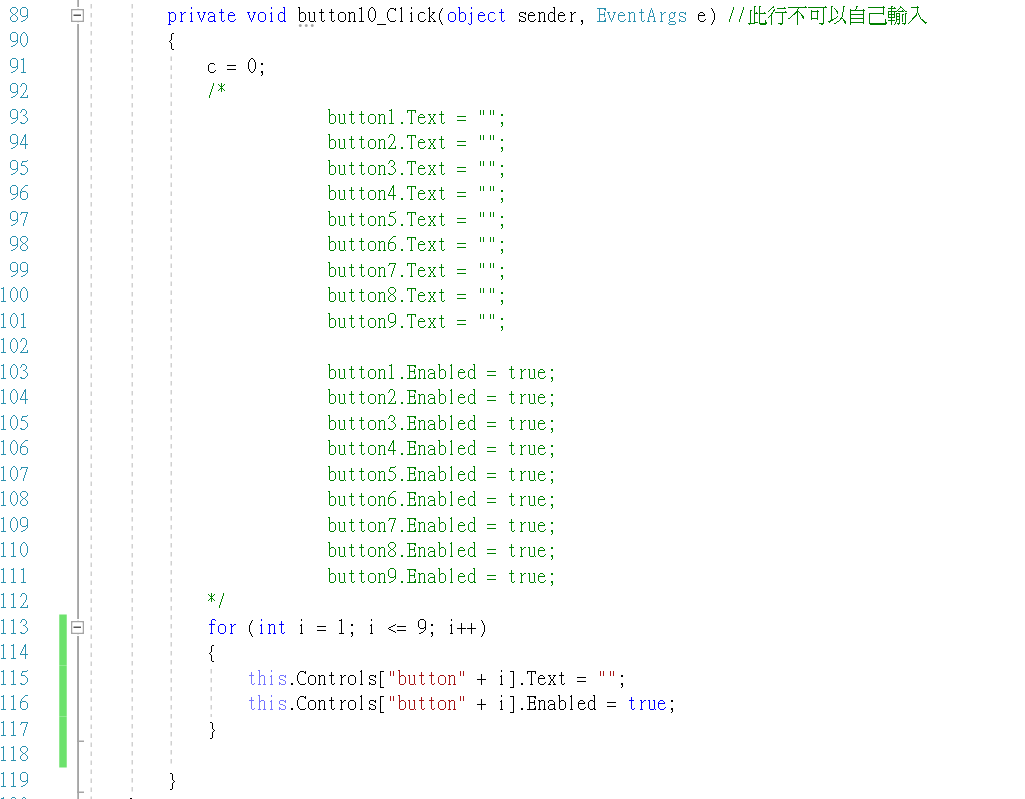 89 private void button10_Click(object sender, EventArgs e) //此行不可以自己輸入
90 {
91 c = 0;
92 /*
93 button1.Text = "";
94 button2.Text = "";
95 button3.Text = "";
96 button4.Text = "";
97 button5.Text = "";
98 button6.Text = "";
99 button7.Text = "";
100 button8.Text = "";
101 button9.Text = "";
102
103 button1.Enabled = true;
104 button2.Enabled = true;
105 button3.Enabled = true;
106 button4.Enabled = true;
107 button5.Enabled = true;
108 button6.Enabled = true;
109 button7.Enabled = true;
110 button8.Enabled = true;
111 button9.Enabled = true;
112 */
113 for (int i = 1; i <= 9; i++)
114 {
115 this.Controls["button" + i].Text = "";
116 this.Controls["button" + i].Enabled = true;
117 }
118
119 }